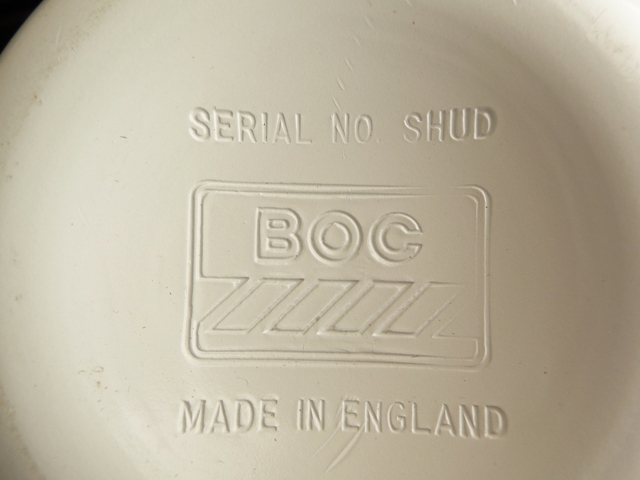 SERIAL NO. SHUD
BOC
MADE IN ENGLAND